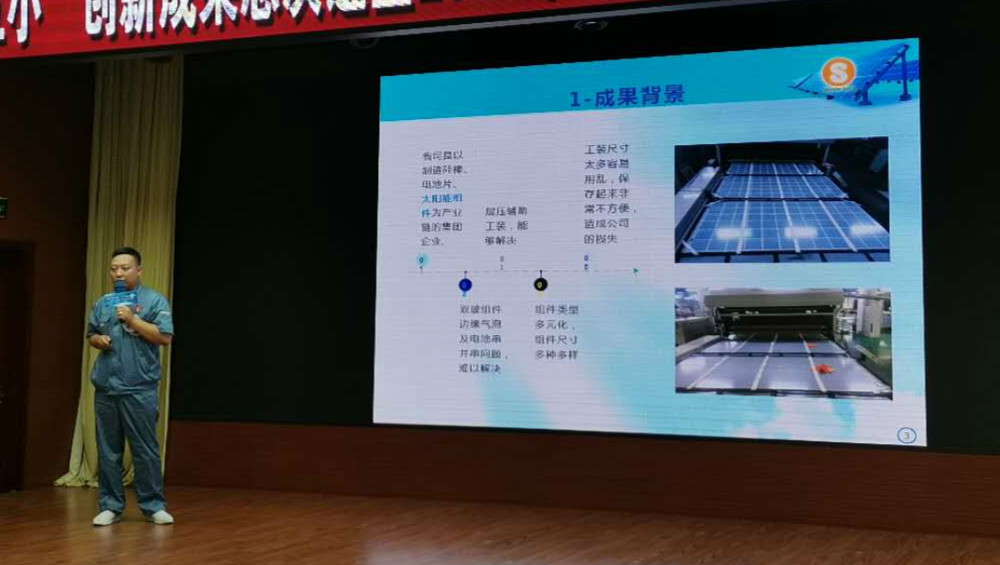 小 创新成果总决赛
1-成果背景
S
我司是以
制造硅棒、
电池片、
太阳能组
件为产业
链的集团
企业。
层压辅助
工装,能
够解决
工装尺寸
太多容易
用乱,保
存起来非
常不方便,
造成公司
的损失
双玻组件
边缘气泡
及电池串
并串问题,
难以解决
组件类型
多元化,
组件尺寸
多种多样
3